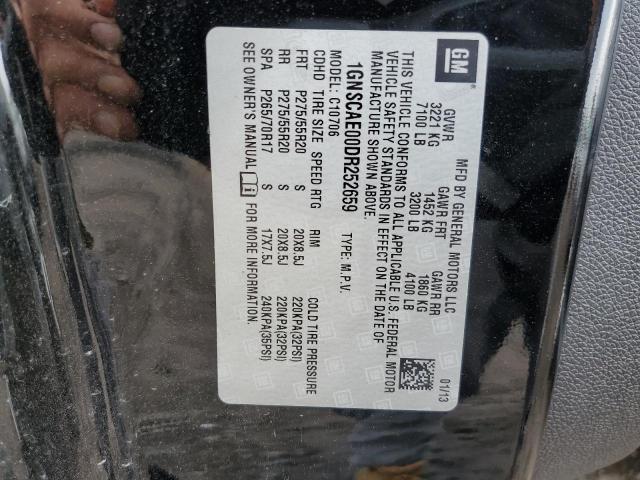 GM
MFD BY GENERAL MOTORS LLC
01/13
GVWR GAWR FRT GAWR RR
3221 KG 1452 KG 1860 KG
7100 LB 3200 LB 4100 LB
THIS VEHICLE CONFORMS TO ALL APPLICABLE U.S. FEDERAL MOTOR
VEHICLE SAFETY STANDARDS IN EFFECT ON THE DATE OF
MANUFACTURE SHOWN ABOVE.
1GNSCAE00DR252659 TYPE: M.P.V.
MODEL: C10706
CDHD TIRE SIZE SPEED RTG RIM COLD TIRE PRESSURE
FRT P275/55R20 S 20X8.5J 220KPA(32PSI)
RR P275/55R20 S 20X8.5J 220KPA(32PSI)
SPA P265/70R17 S 17X7.5J 240KPA(35PSI)
SEE OWNER'S MANUAL i FOR MORE INFORMATION.